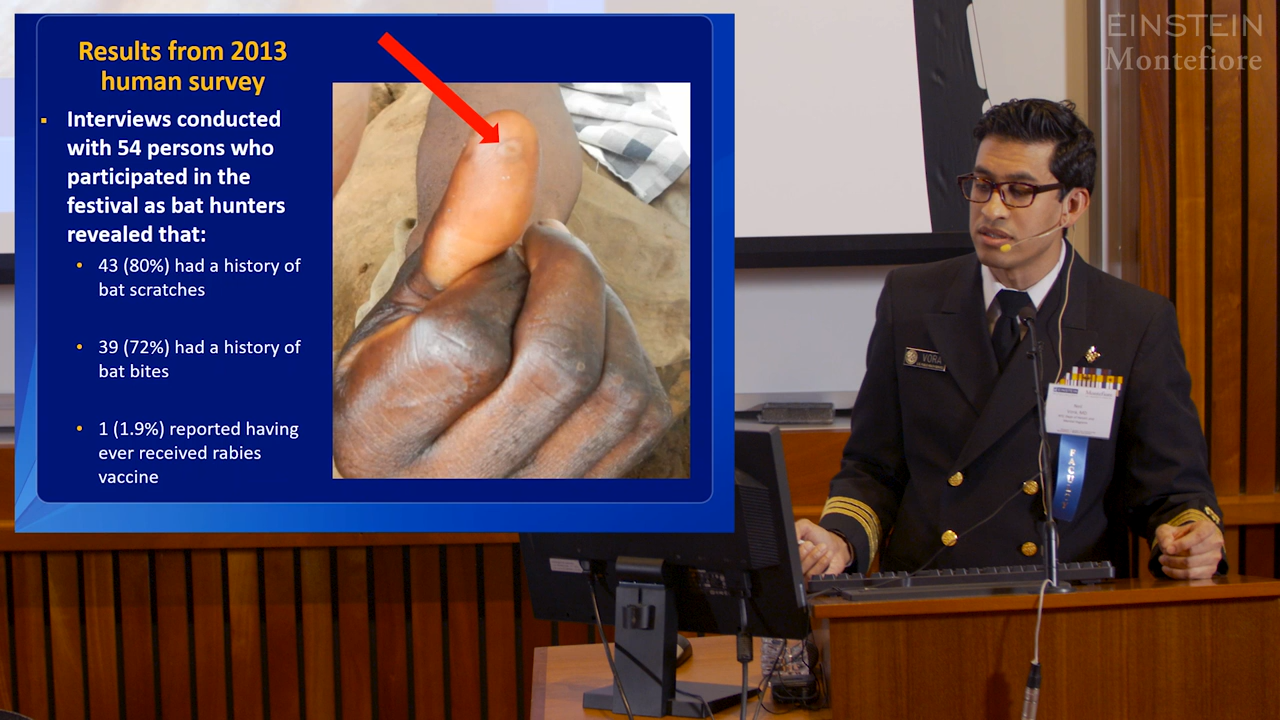 EINSTEIN
Montefiore
Results from 2013
human survey
Interviews conducted
with 54 persons who
participated in the
festival as bat hunters
revealed that:
43 (80%) had a history of
bat scratches
39 (72%) had a history of
bat bites
1 (1.9%) reported having
ever received rabies
vaccine
VORA